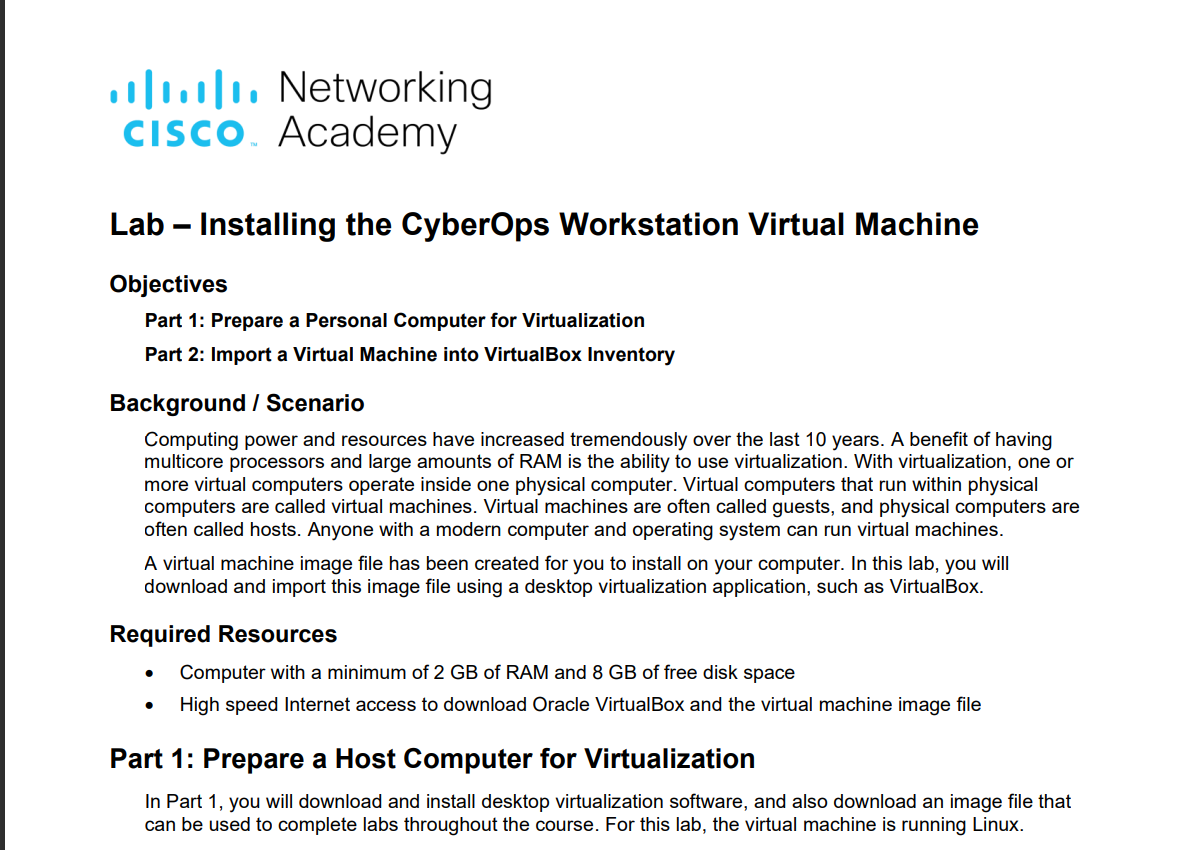 Networking
Academy
CISCO™
Lab – Installing the CyberOps Workstation Virtual Machine
Objectives
Part 1: Prepare a Personal Computer for Virtualization
Part 2: Import a Virtual Machine into VirtualBox Inventory
Background / Scenario
Computing power and resources have increased tremendously over the last 10 years. A benefit of having
multicore processors and large amounts of RAM is the ability to use virtualization. With virtualization, one or
more virtual computers operate inside one physical computer. Virtual computers that run within physical
computers are called virtual machines. Virtual machines are often called guests, and physical computers are
often called hosts. Anyone with a modern computer and operating system can run virtual machines.
A virtual machine image file has been created for you to install on your computer. In this lab, you will
download and import this image file using a desktop virtualization application, such as VirtualBox.
Required Resources
• Computer with a minimum of 2 GB of RAM and 8 GB of free disk space
• High speed Internet access to download Oracle VirtualBox and the virtual machine image file
Part 1: Prepare a Host Computer for Virtualization
In Part 1, you will download and install desktop virtualization software, and also download an image file that
can be used to complete labs throughout the course. For this lab, the virtual machine is running Linux.